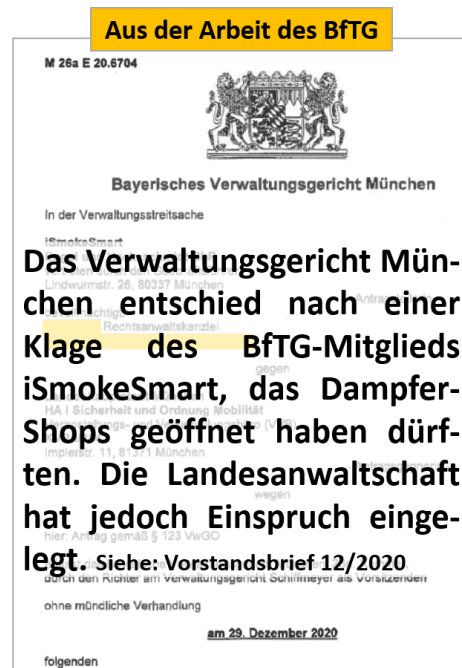 Aus der Arbeit des BfTG
M 26a E 20.6704
Bayerisches Verwaltungsgericht München
In der Verwaltungsstreitsache
iSmokeSmart
Das Verwaltungsgericht Mün-
Lindwurmstr. 26, 80337 München
chen entschied nach einer
Rechtsanwaltskanzlei
Klage des BfTG-Mitglieds
gegen
iSmokeSmart, das Dampfer-
HA I Sicherheit und Ordnung Mobilität
Shops geöffnet haben dürf-
Implerstr. 11, 81371 München
ten. Die Landesanwaltschaft
wegen
hat jedoch Einspruch einge-
hier: Antrag gemäß § 123 VwGO
legt. Siehe: Vorstandsbrief 12/2020
durch den Richter am Verwaltungsgericht Schiffmeyer als Vorsitzenden
ohne mündliche Verhandlung
am 29. Dezember 2020
folgenden